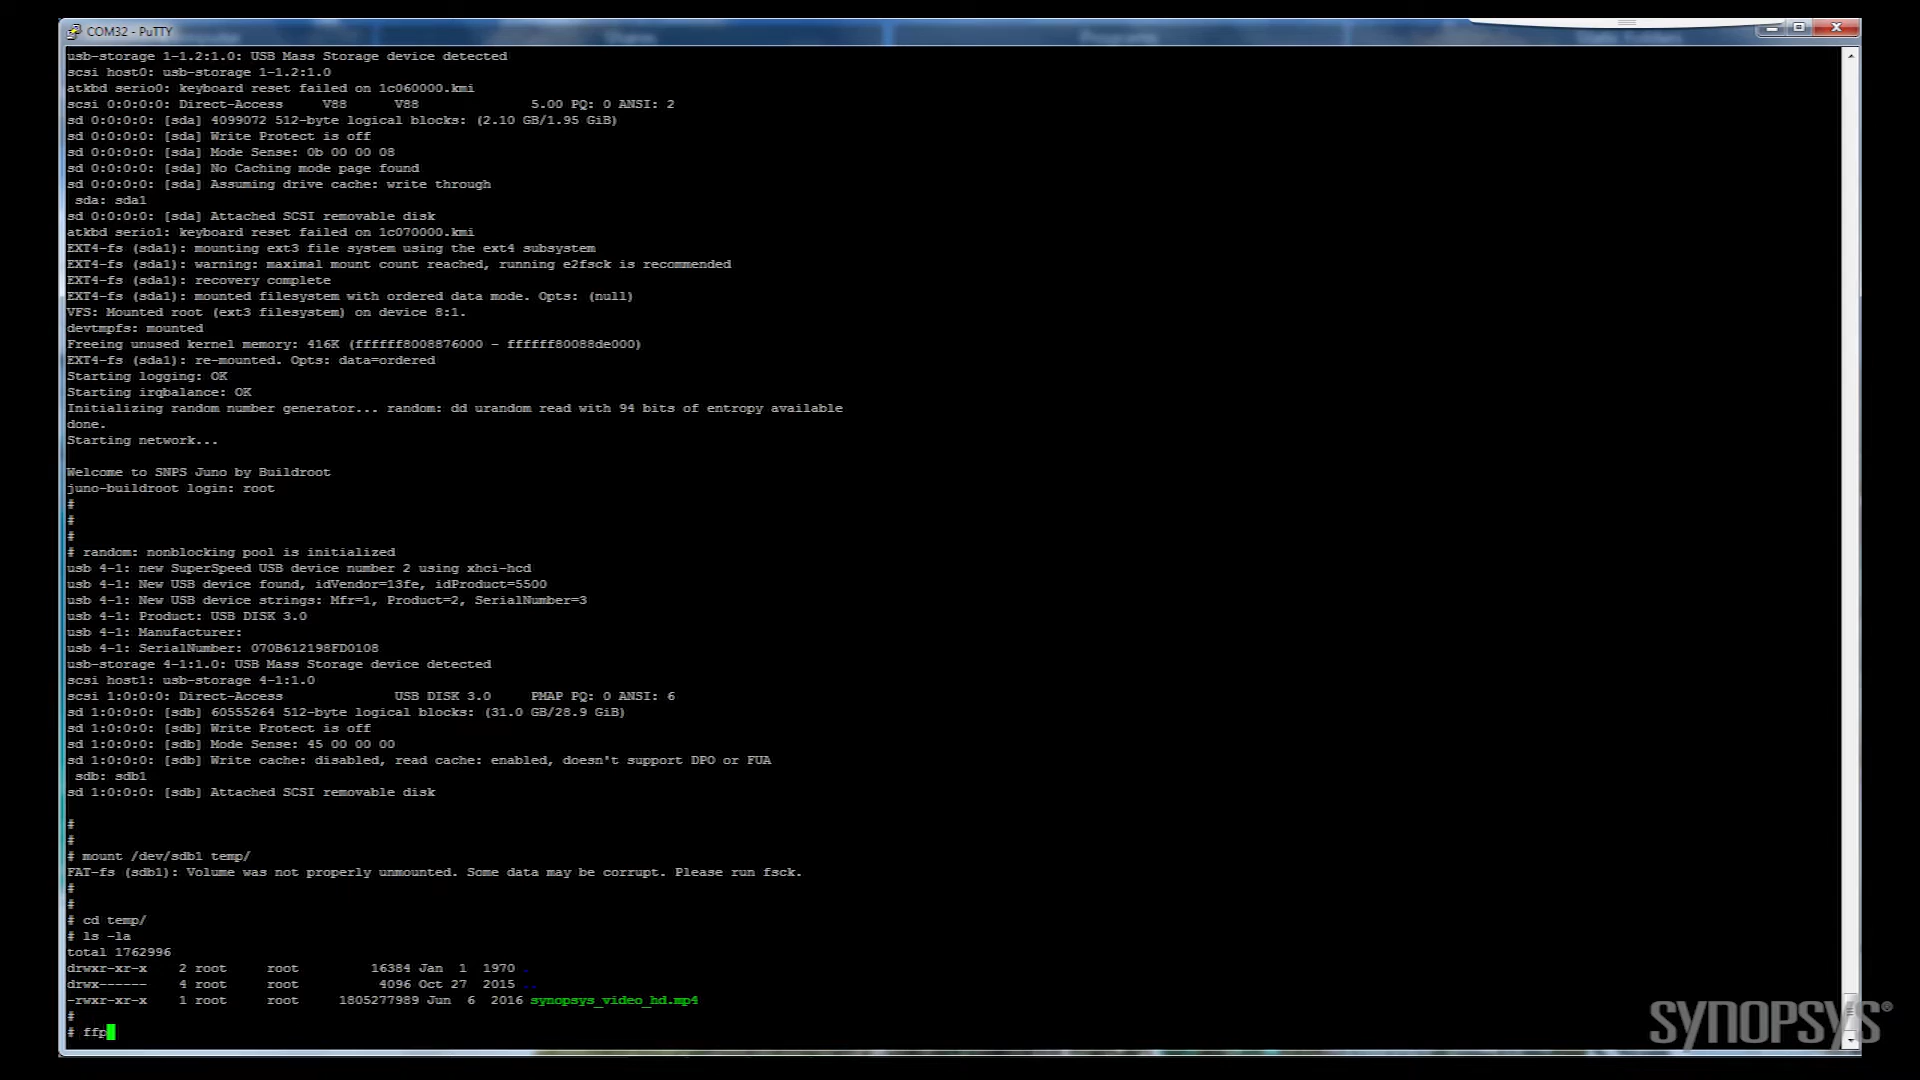 COM32 - PuTTY
usb-storage 1-1.2:1.0: USB Mass Storage device detected
scsi host0: usb-storage 1-1.2:1.0
atkbd serio0: keyboard reset failed on 1c060000.kmi
scsi 0:0:0:0: Direct-Access     V88      V88              5.00 PQ: 0 ANSI: 2
sd 0:0:0:0: [sda] 4099072 512-byte logical blocks: (2.10 GB/1.95 GiB)
sd 0:0:0:0: [sda] Write Protect is off
sd 0:0:0:0: [sda] Mode Sense: 0b 00 00 08
sd 0:0:0:0: [sda] No Caching mode page found
sd 0:0:0:0: [sda] Assuming drive cache: write through
 sda: sda1
sd 0:0:0:0: [sda] Attached SCSI removable disk
atkbd serio1: keyboard reset failed on 1c070000.kmi
EXT4-fs (sda1): mounting ext3 file system using the ext4 subsystem
EXT4-fs (sda1): warning: maximal mount count reached, running e2fsck is recommended
EXT4-fs (sda1): recovery complete
EXT4-fs (sda1): mounted filesystem with ordered data mode. Opts: (null)
VFS: Mounted root (ext3 filesystem) on device 8:1.
devtmpfs: mounted
Freeing unused kernel memory: 416K (ffffff8008876000 - ffffff80088de000)
EXT4-fs (sda1): re-mounted. Opts: data=ordered
Starting logging: OK
Starting irqbalance: OK
Initializing random number generator... random: dd urandom read with 94 bits of entropy available
done.
Starting network...
Welcome to SNPS Juno by Buildroot
juno-buildroot login: root
#
#
#
# random: nonblocking pool is initialized
usb 4-1: new SuperSpeed USB device number 2 using xhci-hcd
usb 4-1: New USB device found, idVendor=13fe, idProduct=5500
usb 4-1: New USB device strings: Mfr=1, Product=2, SerialNumber=3
usb 4-1: Product: USB DISK 3.0
usb 4-1: Manufacturer:
usb 4-1: SerialNumber: 070B612198FD0108
usb-storage 4-1:1.0: USB Mass Storage device detected
scsi host1: usb-storage 4-1:1.0
scsi 1:0:0:0: Direct-Access              USB DISK 3.0     PMAP PQ: 0 ANSI: 6
sd 1:0:0:0: [sdb] 60555264 512-byte logical blocks: (31.0 GB/28.9 GiB)
sd 1:0:0:0: [sdb] Write Protect is off
sd 1:0:0:0: [sdb] Mode Sense: 45 00 00 00
sd 1:0:0:0: [sdb] Write cache: disabled, read cache: enabled, doesn't support DPO or FUA
 sdb: sdb1
sd 1:0:0:0: [sdb] Attached SCSI removable disk
#
#
# mount /dev/sdb1 temp/
FAT-fs (sdb1): Volume was not properly unmounted. Some data may be corrupt. Please run fsck.
#
#
# cd temp/
# ls -la
total 1762996
drwxr-xr-x    2 root     root         16384 Jan  1  1970 .
drwx------    4 root     root          4096 Oct 27  2015 ..
-rwxr-xr-x    1 root     root     1805277989 Jun  6  2016 synopsys_video_hd.mp4
#
# ffp
SYNOPSYS®